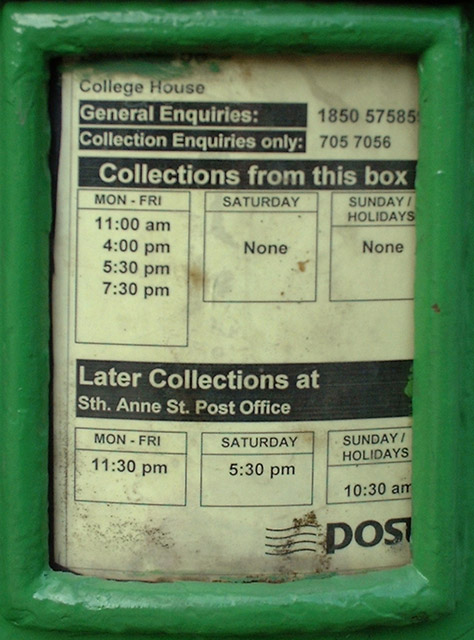 College House
General Enquiries: 1850 57585
Collection Enquiries only: 705 7056
Collections from this box
MON - FRI
11:00 am
4:00 pm
5:30 pm
7:30 pm
SATURDAY
None
SUNDAY /
HOLIDAYS
None
Later Collections at
Sth. Anne St. Post Office
MON - FRI
11:30 pm
SATURDAY
5:30 pm
SUNDAY /
HOLIDAYS
10:30 am
POST